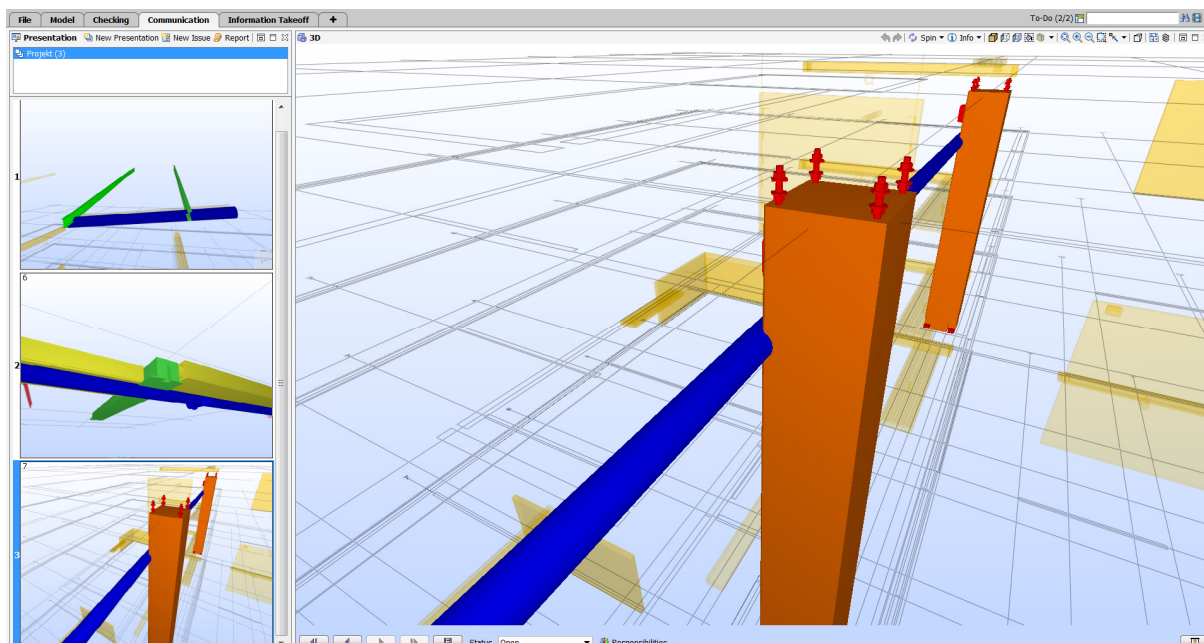 File Model Checking Communication Information Takeoff + To-Do (2/2)
Presentation New Presentation New Issue Report
3D Spin Info
Projekt (3)
1
6
2
7
3
Status Open Responsibilities